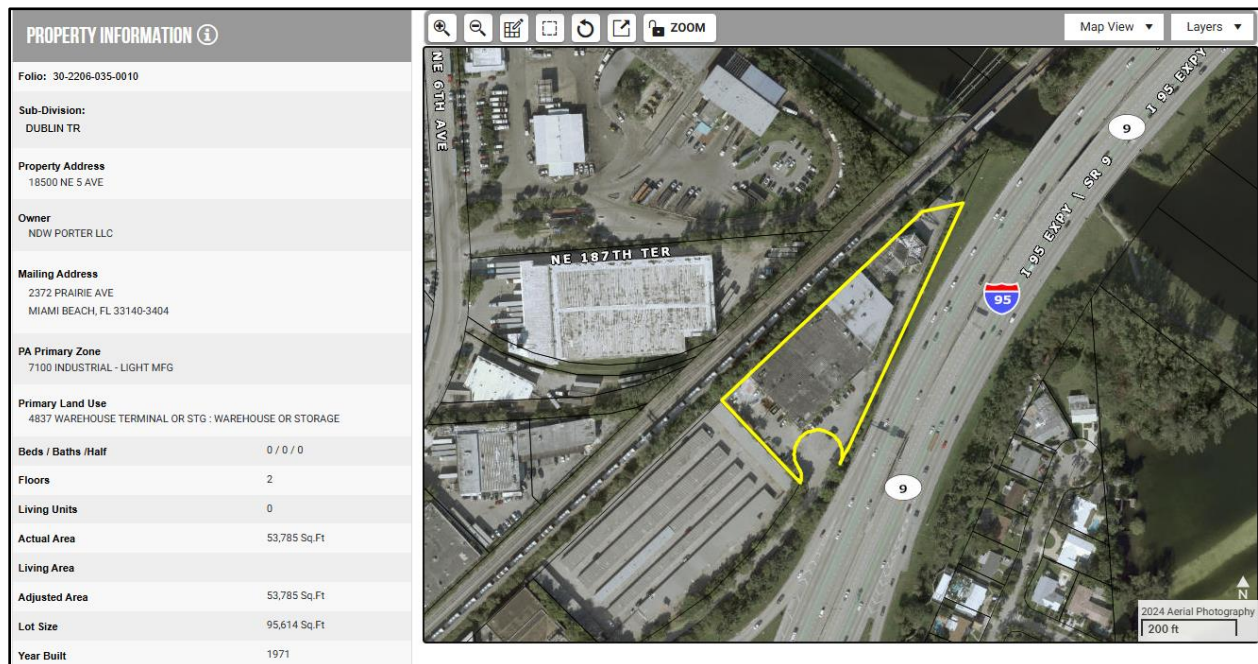 PROPERTY INFORMATION
Folio: 30-2206-035-0010
Sub-Division:
DUBLIN TR
Property Address
18500 NE 5 AVE
Owner
NDW PORTER LLC
Mailing Address
2372 PRAIRIE AVE
MIAMI BEACH, FL 33140-3404
PA Primary Zone
7100 INDUSTRIAL - LIGHT MFG
Primary Land Use
4837 WAREHOUSE TERMINAL OR STG : WAREHOUSE OR STORAGE
Beds / Baths /Half 0 / 0 / 0
Floors 2
Living Units 0
Actual Area 53,785 Sq.Ft
Living Area
Adjusted Area 53,785 Sq.Ft
Lot Size 95,614 Sq.Ft
Year Built 1971
ZOOM
Map View
Layers
NE 6TH AVE
I 95 EXPY
9
I 95 EXPY \ SR 9
NE 187TH TER
95
9
N
2024 Aerial Photography
200 ft